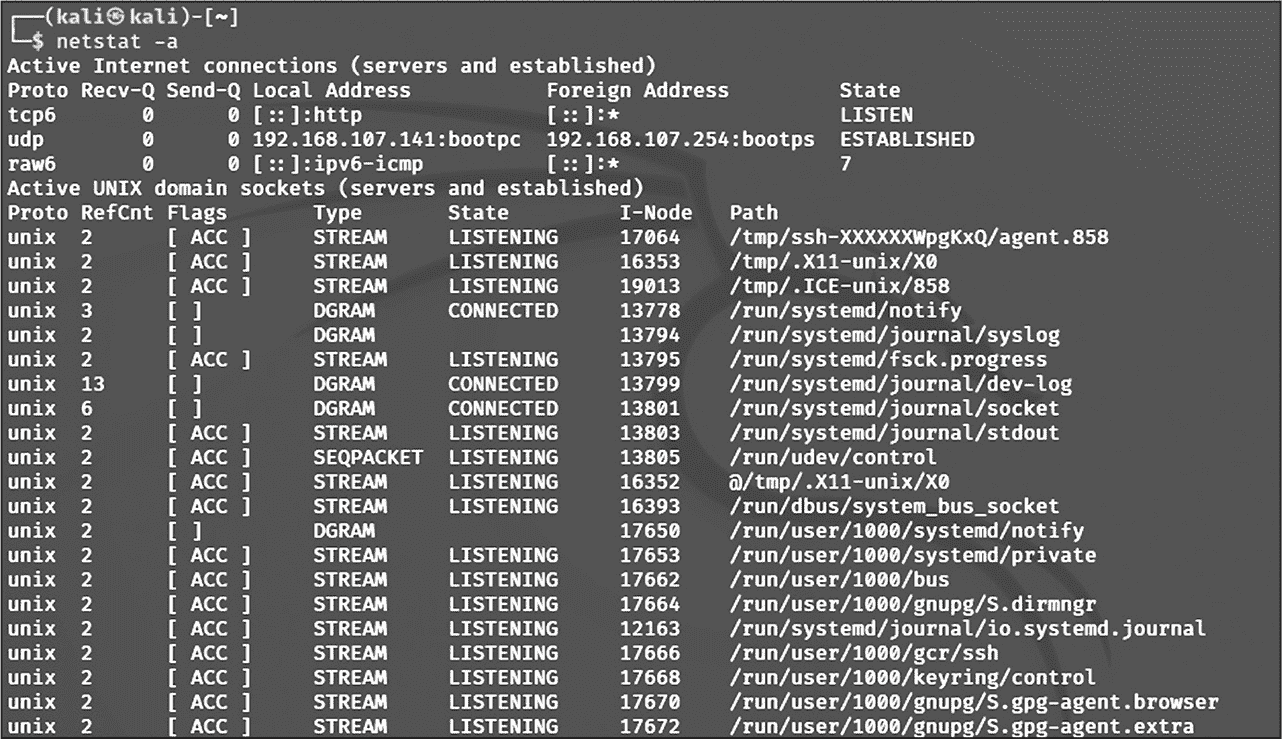 ┌──(kali㉿kali)-[~]
└─$ netstat -a
Active Internet connections (servers and established)
Proto Recv-Q Send-Q Local Address           Foreign Address         State
tcp6       0      0 [::]:http               [::]:*                  LISTEN
udp        0      0 192.168.107.141:bootpc  192.168.107.254:bootps  ESTABLISHED
raw6       0      0 [::]:ipv6-icmp          [::]:*                  7
Active UNIX domain sockets (servers and established)
Proto RefCnt Flags       Type       State         I-Node   Path
unix  2      [ ACC ]     STREAM     LISTENING     17064    /tmp/ssh-XXXXXXWpgKxQ/agent.858
unix  2      [ ACC ]     STREAM     LISTENING     16353    /tmp/.X11-unix/X0
unix  2      [ ACC ]     STREAM     LISTENING     19013    /tmp/.ICE-unix/858
unix  3      [ ]         DGRAM      CONNECTED     13778    /run/systemd/notify
unix  2      [ ]         DGRAM                    13794    /run/systemd/journal/syslog
unix  2      [ ACC ]     STREAM     LISTENING     13795    /run/systemd/fsck.progress
unix  13     [ ]         DGRAM      CONNECTED     13799    /run/systemd/journal/dev-log
unix  6      [ ]         DGRAM      CONNECTED     13801    /run/systemd/journal/socket
unix  2      [ ACC ]     STREAM     LISTENING     13803    /run/systemd/journal/stdout
unix  2      [ ACC ]     SEQPACKET  LISTENING     13805    /run/udev/control
unix  2      [ ACC ]     STREAM     LISTENING     16352    @/tmp/.X11-unix/X0
unix  2      [ ACC ]     STREAM     LISTENING     16393    /run/dbus/system_bus_socket
unix  2      [ ]         DGRAM                    17650    /run/user/1000/systemd/notify
unix  2      [ ACC ]     STREAM     LISTENING     17653    /run/user/1000/systemd/private
unix  2      [ ACC ]     STREAM     LISTENING     17662    /run/user/1000/bus
unix  2      [ ACC ]     STREAM     LISTENING     17664    /run/user/1000/gnupg/S.dirmngr
unix  2      [ ACC ]     STREAM     LISTENING     12163    /run/systemd/journal/io.systemd.journal
unix  2      [ ACC ]     STREAM     LISTENING     17666    /run/user/1000/gcr/ssh
unix  2      [ ACC ]     STREAM     LISTENING     17668    /run/user/1000/keyring/control
unix  2      [ ACC ]     STREAM     LISTENING     17670    /run/user/1000/gnupg/S.gpg-agent.browser
unix  2      [ ACC ]     STREAM     LISTENING     17672    /run/user/1000/gnupg/S.gpg-agent.extra